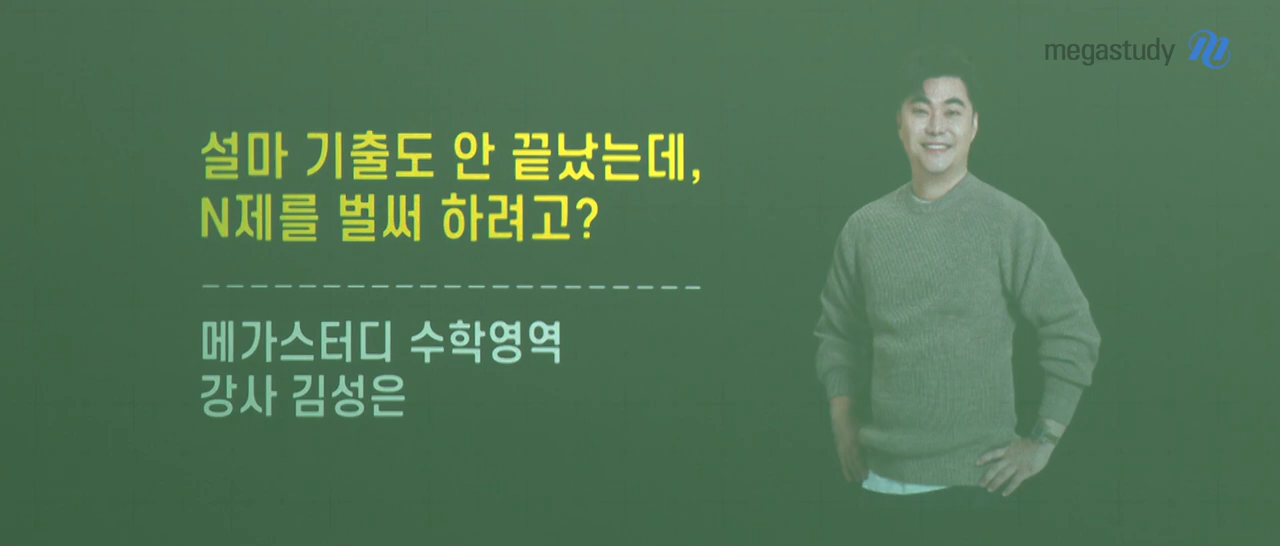 megastudy
설마 기출도 안 끝났는데,
N제를 벌써 하려고?
메가스터디 수학영역
강사 김성은